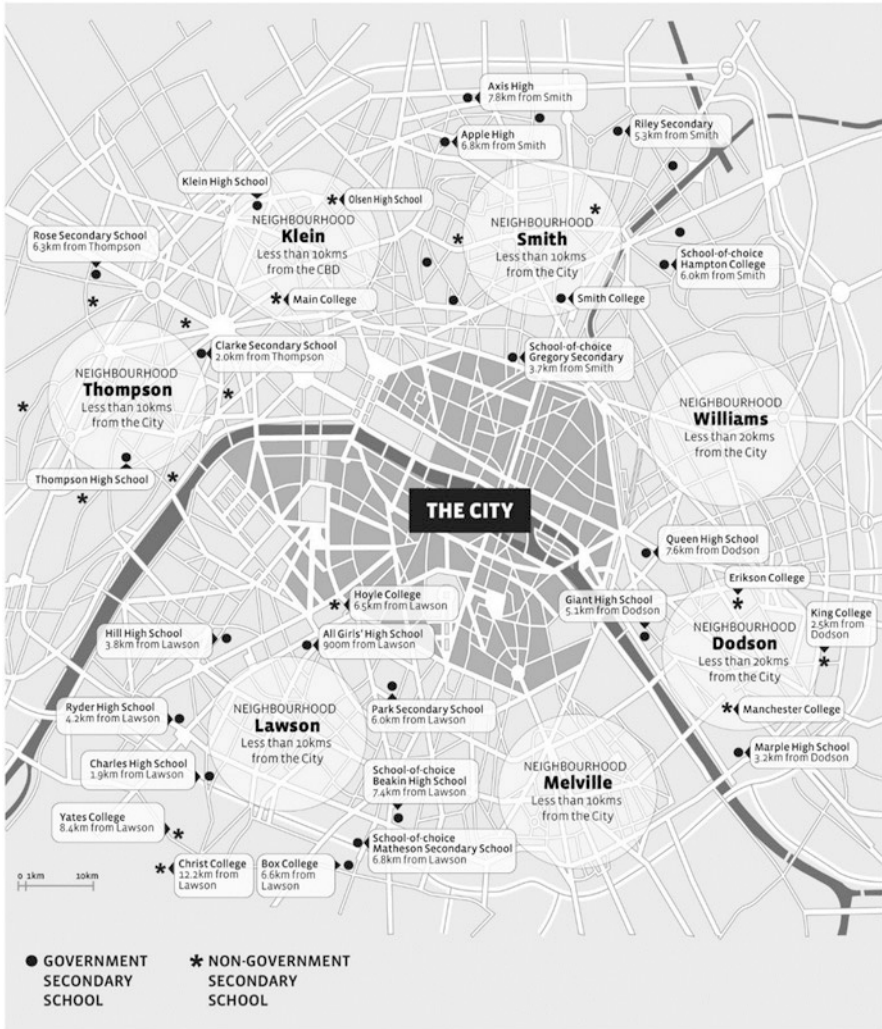 Axis High
7.8km from Smith
Apple High
6.8km from Smith
Riley Secondary
5.3km from Smith
Klein High School
Olsen High School
NEIGHBOURHOOD
Klein
Less than 10kms
from the CBD
NEIGHBOURHOOD
Smith
Less than 10kms
from the City
Rose Secondary School
6.3km from Thompson
School-of-choice
Hampton College
6.0km from Smith
Main College
Smith College
Clarke Secondary School
2.0km from Thompson
School-of-choice
Gregory Secondary
3.7km from Smith
NEIGHBOURHOOD
Thompson
Less than 10kms
from the City
NEIGHBOURHOOD
Williams
Less than 20kms
from the City
Thompson High School
THE CITY
Queen High School
7.6km from Dodson
Erikson College
Hoyle College
6.5km from Lawson
Giant High School
5.1km from Dodson
King College
2.5km from
Dodson
Hill High School
3.8km from Lawson
All Girls' High School
900m from Lawson
NEIGHBOURHOOD
Dodson
Less than 20kms
from the City
Ryder High School
4.2km from Lawson
NEIGHBOURHOOD
Lawson
Less than 10kms
from the City
Park Secondary School
6.0km from Lawson
Manchester College
Charles High School
1.9km from Lawson
School-of-choice
Beakin High School
7.4km from Lawson
NEIGHBOURHOOD
Melville
Less than 10kms
from the City
Marple High School
3.2km from Dodson
Yates College
8.4km from Lawson
School-of-choice
Matheson Secondary School
6.8km from Lawson
Christ College
12.2km from
Lawson
Box College
6.6km from
Lawson
0 1km 10km
GOVERNMENT
SECONDARY
SCHOOL
NON-GOVERNMENT
SECONDARY
SCHOOL